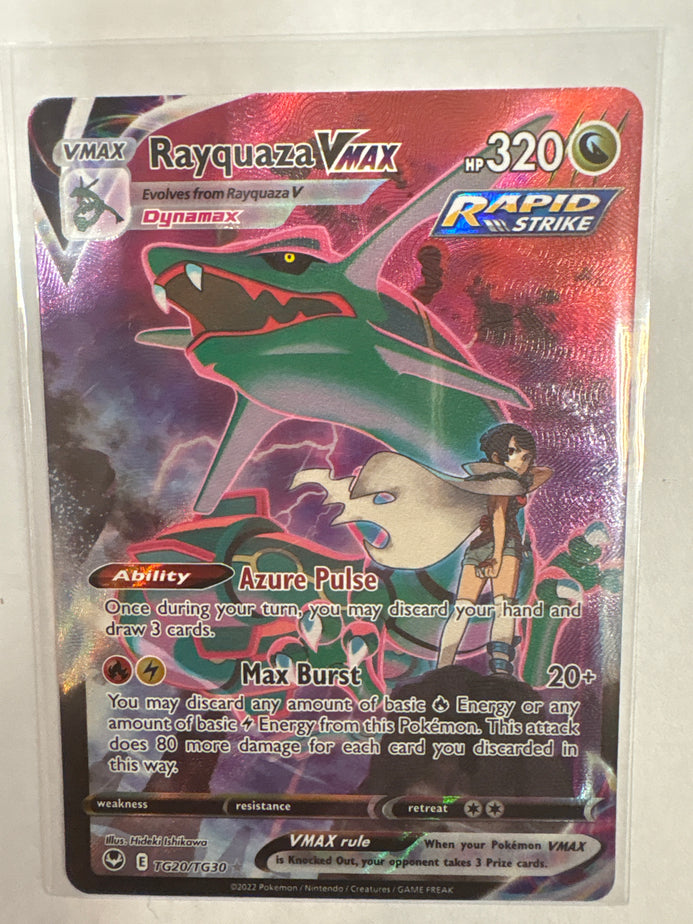 VMAX Rayquaza VMAX HP 320
Evolves from Rayquaza V
Dynamax
RAPID
STRIKE
Ability Azure Pulse
Once during your turn, you may discard your hand and
draw 3 cards.
Max Burst 20+
You may discard any amount of basic Energy or any
amount of basic Energy from this Pokémon. This attack
does 80 more damage for each card you discarded in
this way.
weakness resistance retreat
Illus. Hideki Ishikawa
E TG20/TG30
VMAX rule When your Pokémon VMAX
is Knocked Out, your opponent takes 3 Prize cards.
©2022 Pokémon / Nintendo / Creatures / GAME FREAK